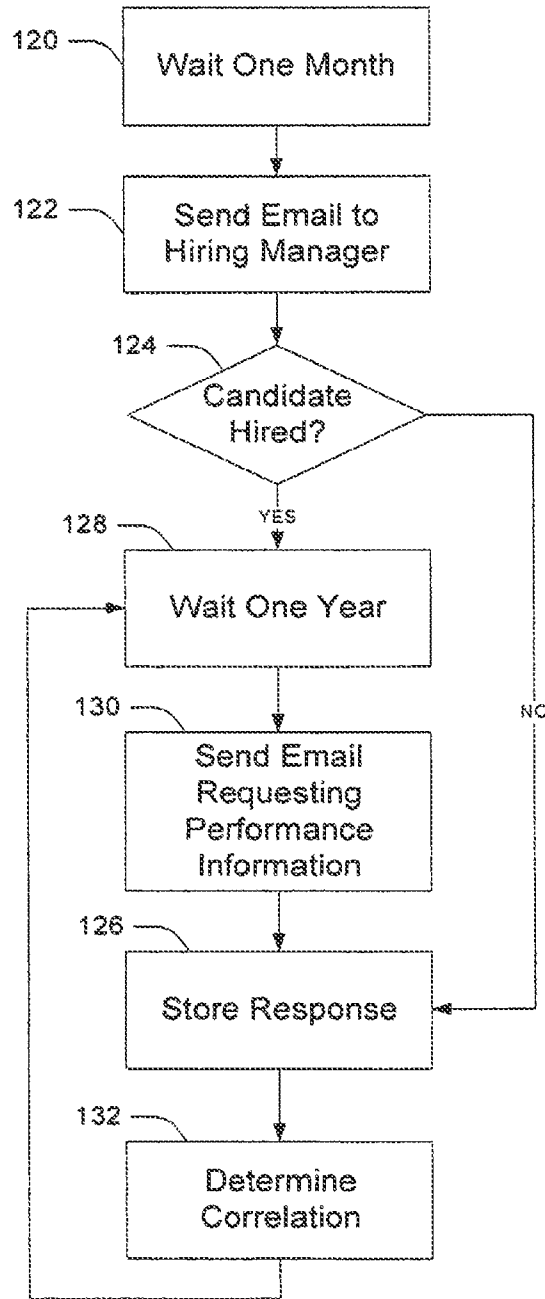 120
Wait One Month
122
Send Email to
Hiring Manager
124
Candidate
Hired?
YES
128
Wait One Year
130
NO
Send Email
Requesting
Performance
Information
126
Store Response
132
Determine
Correlation